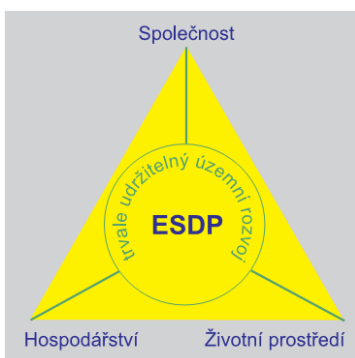 Společnost
trvale udržitelný územní rozvoj
ESDP
Hospodářství
Životní prostředí